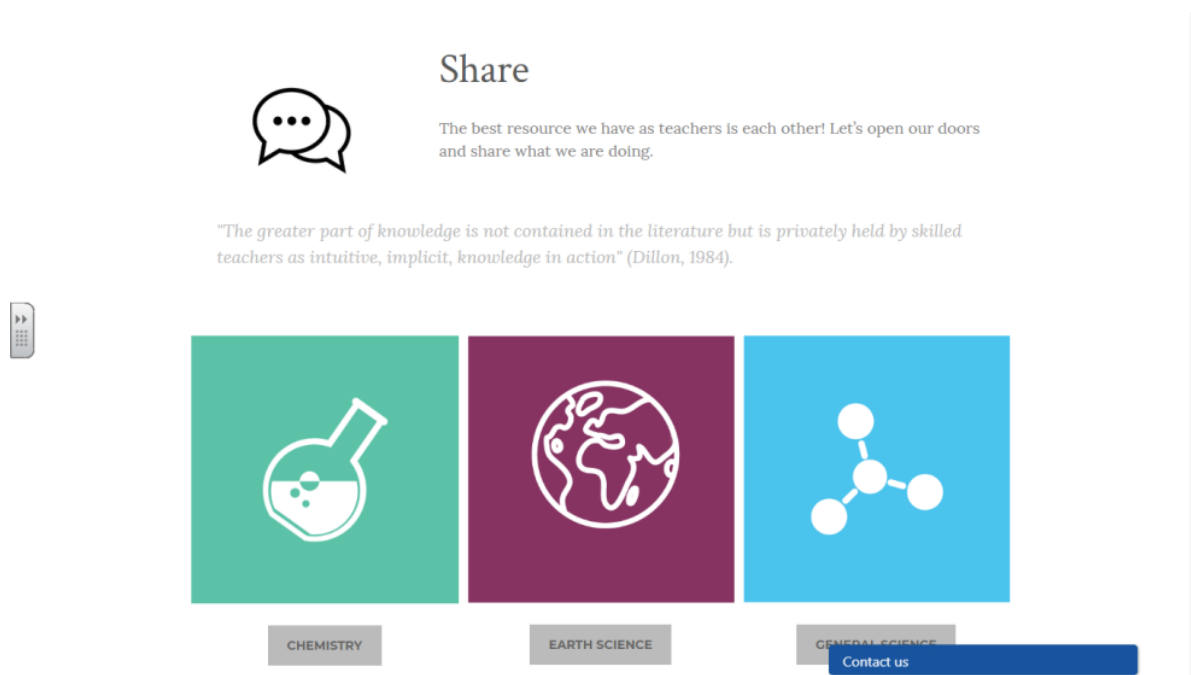 Share
The best resource we have as teachers is each other! Let's open our doors
and share what we are doing.
"The greater part of knowledge is not contained in the literature but is privately held by skilled
teachers as intuitive, implicit, knowledge in action" (Dillon, 1984).
CHEMISTRY
EARTH SCIENCE
GENERAL SCIENCE
Contact us